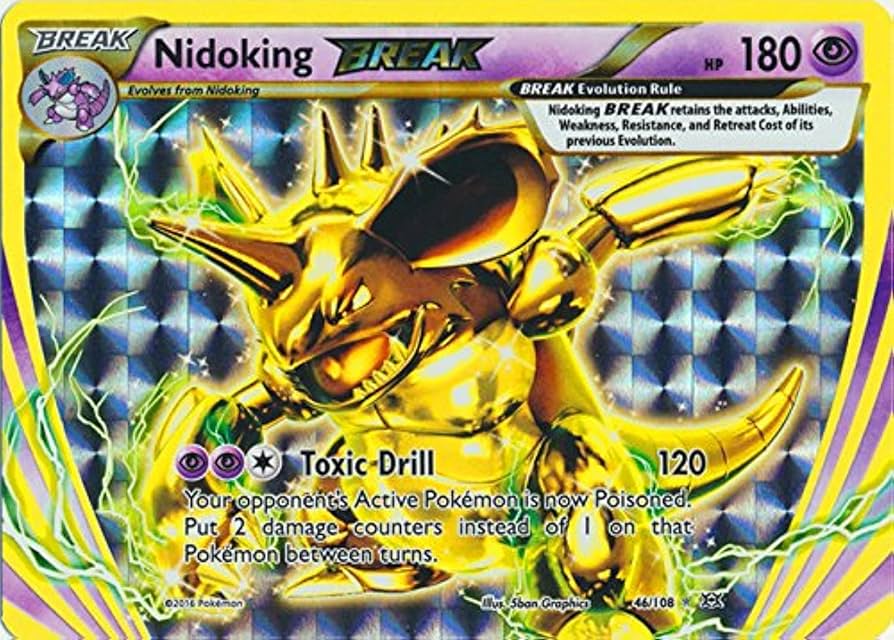 BREAK
Nidoking BREAK
HP 180
Evolves from Nidoking
BREAK Evolution Rule
Nidoking BREAK retains the attacks, Abilities,
Weakness, Resistance, and Retreat Cost of its
previous Evolution.
Toxic Drill 120
Your opponent's Active Pokémon is now Poisoned.
Put 2 damage counters instead of 1 on that
Pokémon between turns.
©2016 Pokémon
Illus. 5ban Graphics
46/108